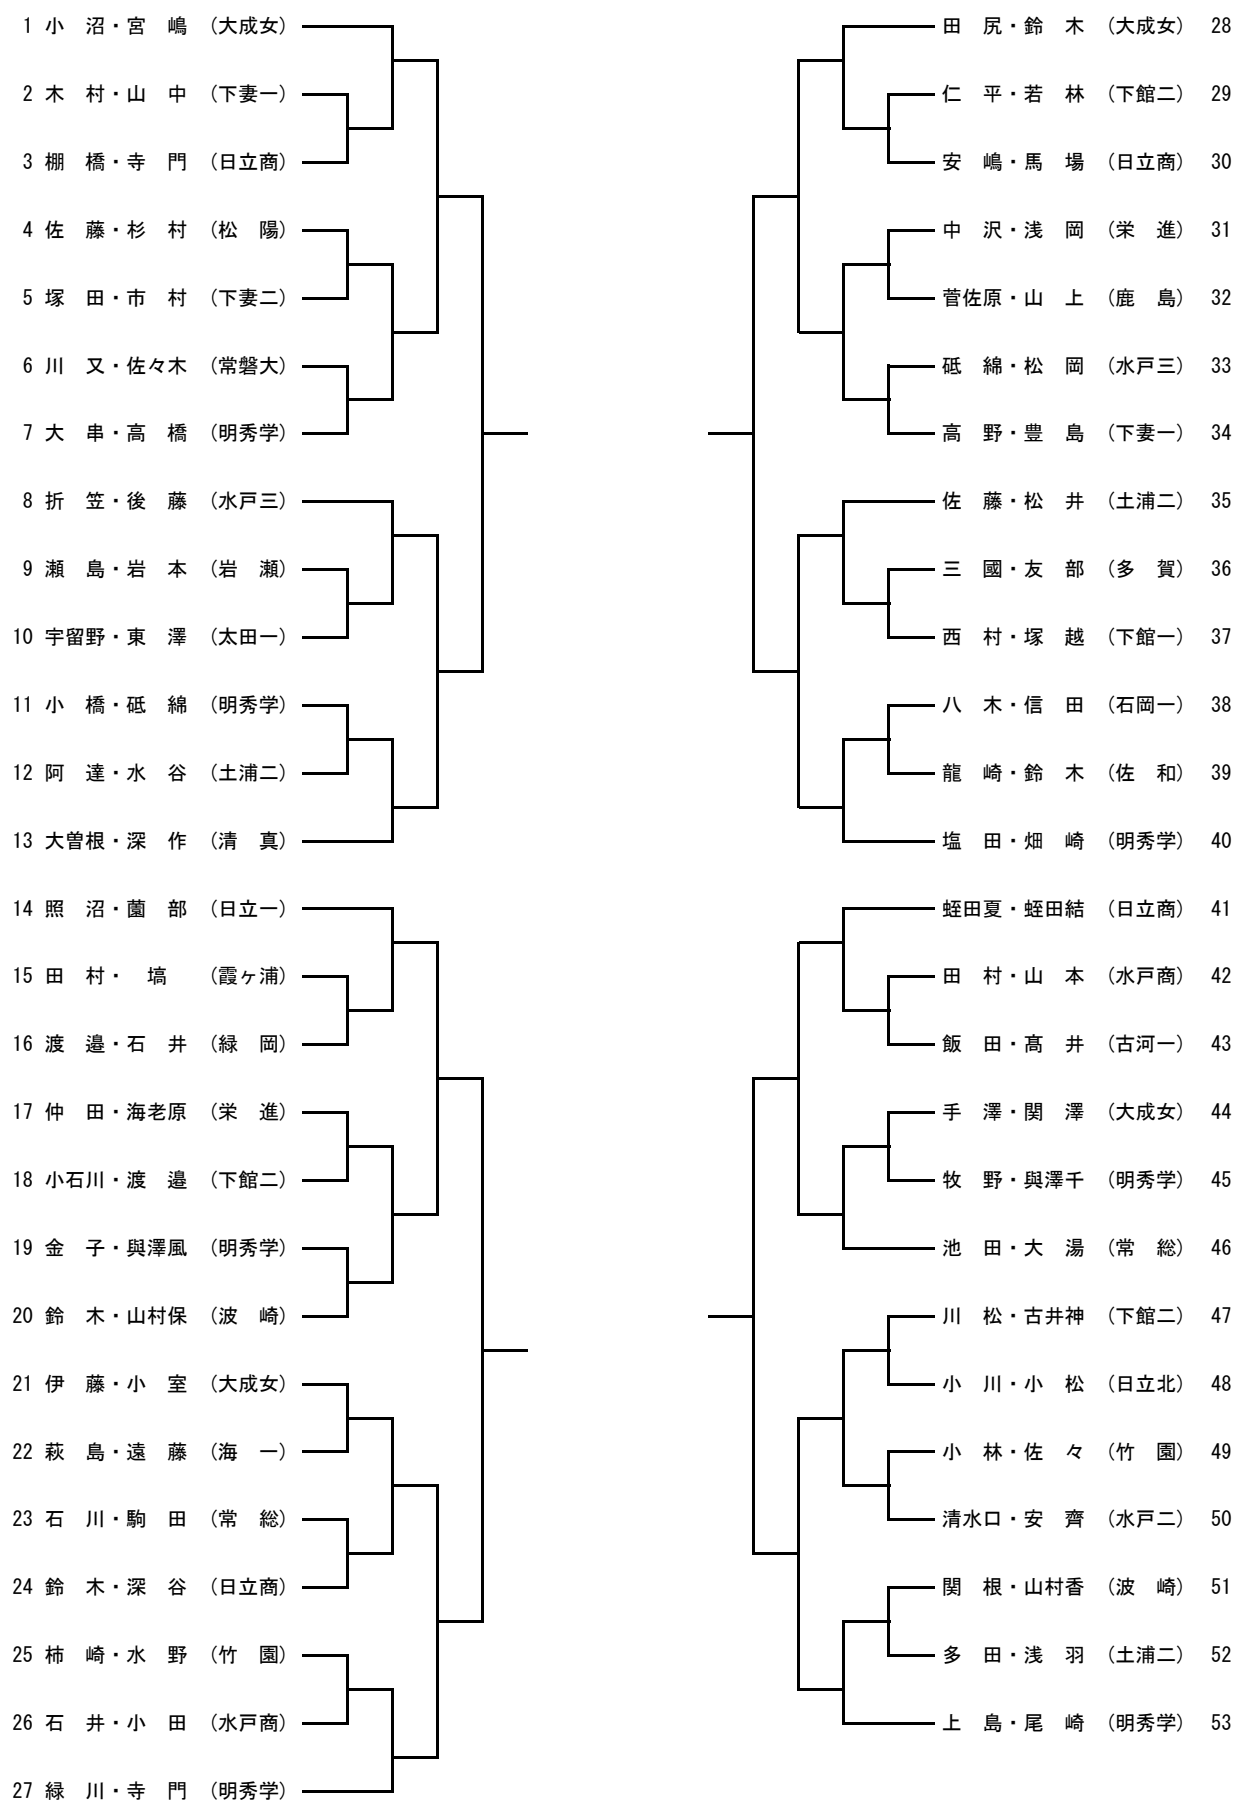 1 小　沼・宮　嶋 （大成女）
2 木　村・山　中 （下妻一）
3 棚　橋・寺　門 （日立商）
4 佐　藤・杉　村 （松　陽）
5 塚　田・市　村 （下妻二）
6 川　又・佐々木 （常磐大）
7 大　串・高　橋 （明秀学）
8 折　笠・後　藤 （水戸三）
9 瀬　島・岩　本 （岩　瀬）
10 宇留野・東　澤 （太田一）
11 小　橋・砥　綿 （明秀学）
12 阿　達・水　谷 （土浦二）
13 大曽根・深　作 （清　真）
14 照　沼・薗　部 （日立一）
15 田　村・　塙　 （霞ヶ浦）
16 渡　邉・石　井 （緑　岡）
17 仲　田・海老原 （栄　進）
18 小石川・渡　邉 （下館二）
19 金　子・與澤風 （明秀学）
20 鈴　木・山村保 （波　崎）
21 伊　藤・小　室 （大成女）
22 萩　島・遠　藤 （海　一）
23 石　川・駒　田 （常　総）
24 鈴　木・深　谷 （日立商）
25 柿　崎・水　野 （竹　園）
26 石　井・小　田 （水戸商）
27 緑　川・寺　門 （明秀学）
田　尻・鈴　木 （大成女） 28
仁　平・若　林 （下館二） 29
安　嶋・馬　場 （日立商） 30
中　沢・浅　岡 （栄　進） 31
菅佐原・山　上 （鹿　島） 32
砥　綿・松　岡 （水戸三） 33
高　野・豊　島 （下妻一） 34
佐　藤・松　井 （土浦二） 35
三　國・友　部 （多　賀） 36
西　村・塚　越 （下館一） 37
八　木・信　田 （石岡一） 38
龍　崎・鈴　木 （佐　和） 39
塩　田・畑　崎 （明秀学） 40
蛭田夏・蛭田結 （日立商） 41
田　村・山　本 （水戸商） 42
飯　田・髙　井 （古河一） 43
手　澤・関　澤 （大成女） 44
牧　野・與澤千 （明秀学） 45
池　田・大　湯 （常　総） 46
川　松・古井神 （下館二） 47
小　川・小　松 （日立北） 48
小　林・佐　々 （竹　園） 49
清水口・安　齊 （水戸二） 50
関　根・山村香 （波　崎） 51
多　田・浅　羽 （土浦二） 52
上　島・尾　崎 （明秀学） 53